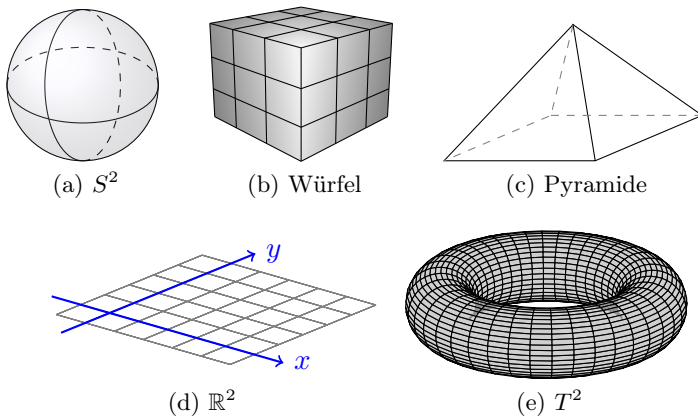 (a) S²
(b) Würfel
(c) Pyramide
y
x
(d) ℝ²
(e) T²